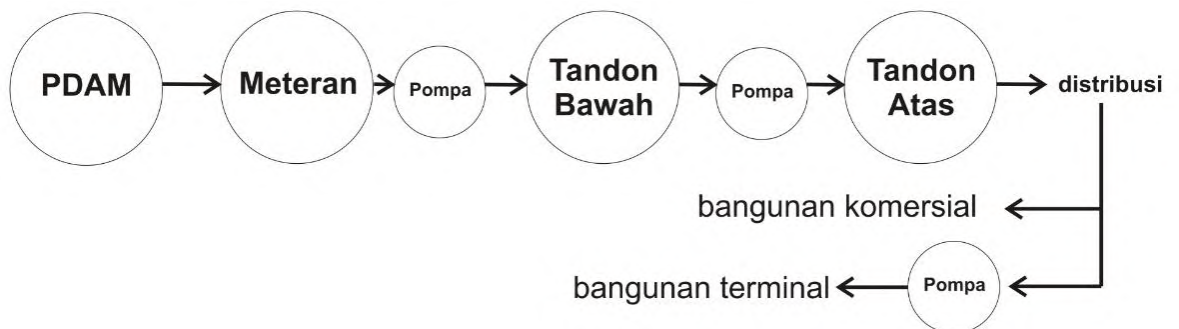 PDAM
Meteran
Pompa
Tandon
Bawah
Pompa
Tandon
Atas
distribusi
bangunan komersial
bangunan terminal
Pompa